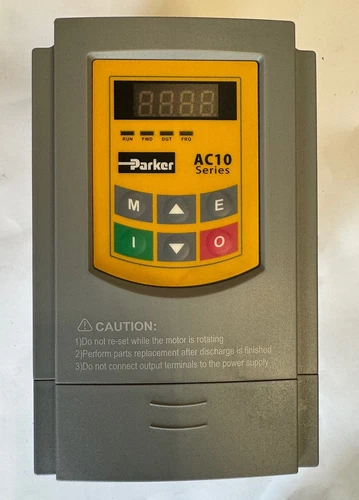 8888
RUN FWD DGT FRQ
Parker
AC10
Series
M ▲ E
I ▼ O
⚠ CAUTION:
1)Do not re-set while the motor is rotating
2)Perform parts replacement after discharge is finished
3)Do not connect output terminals to the power supply